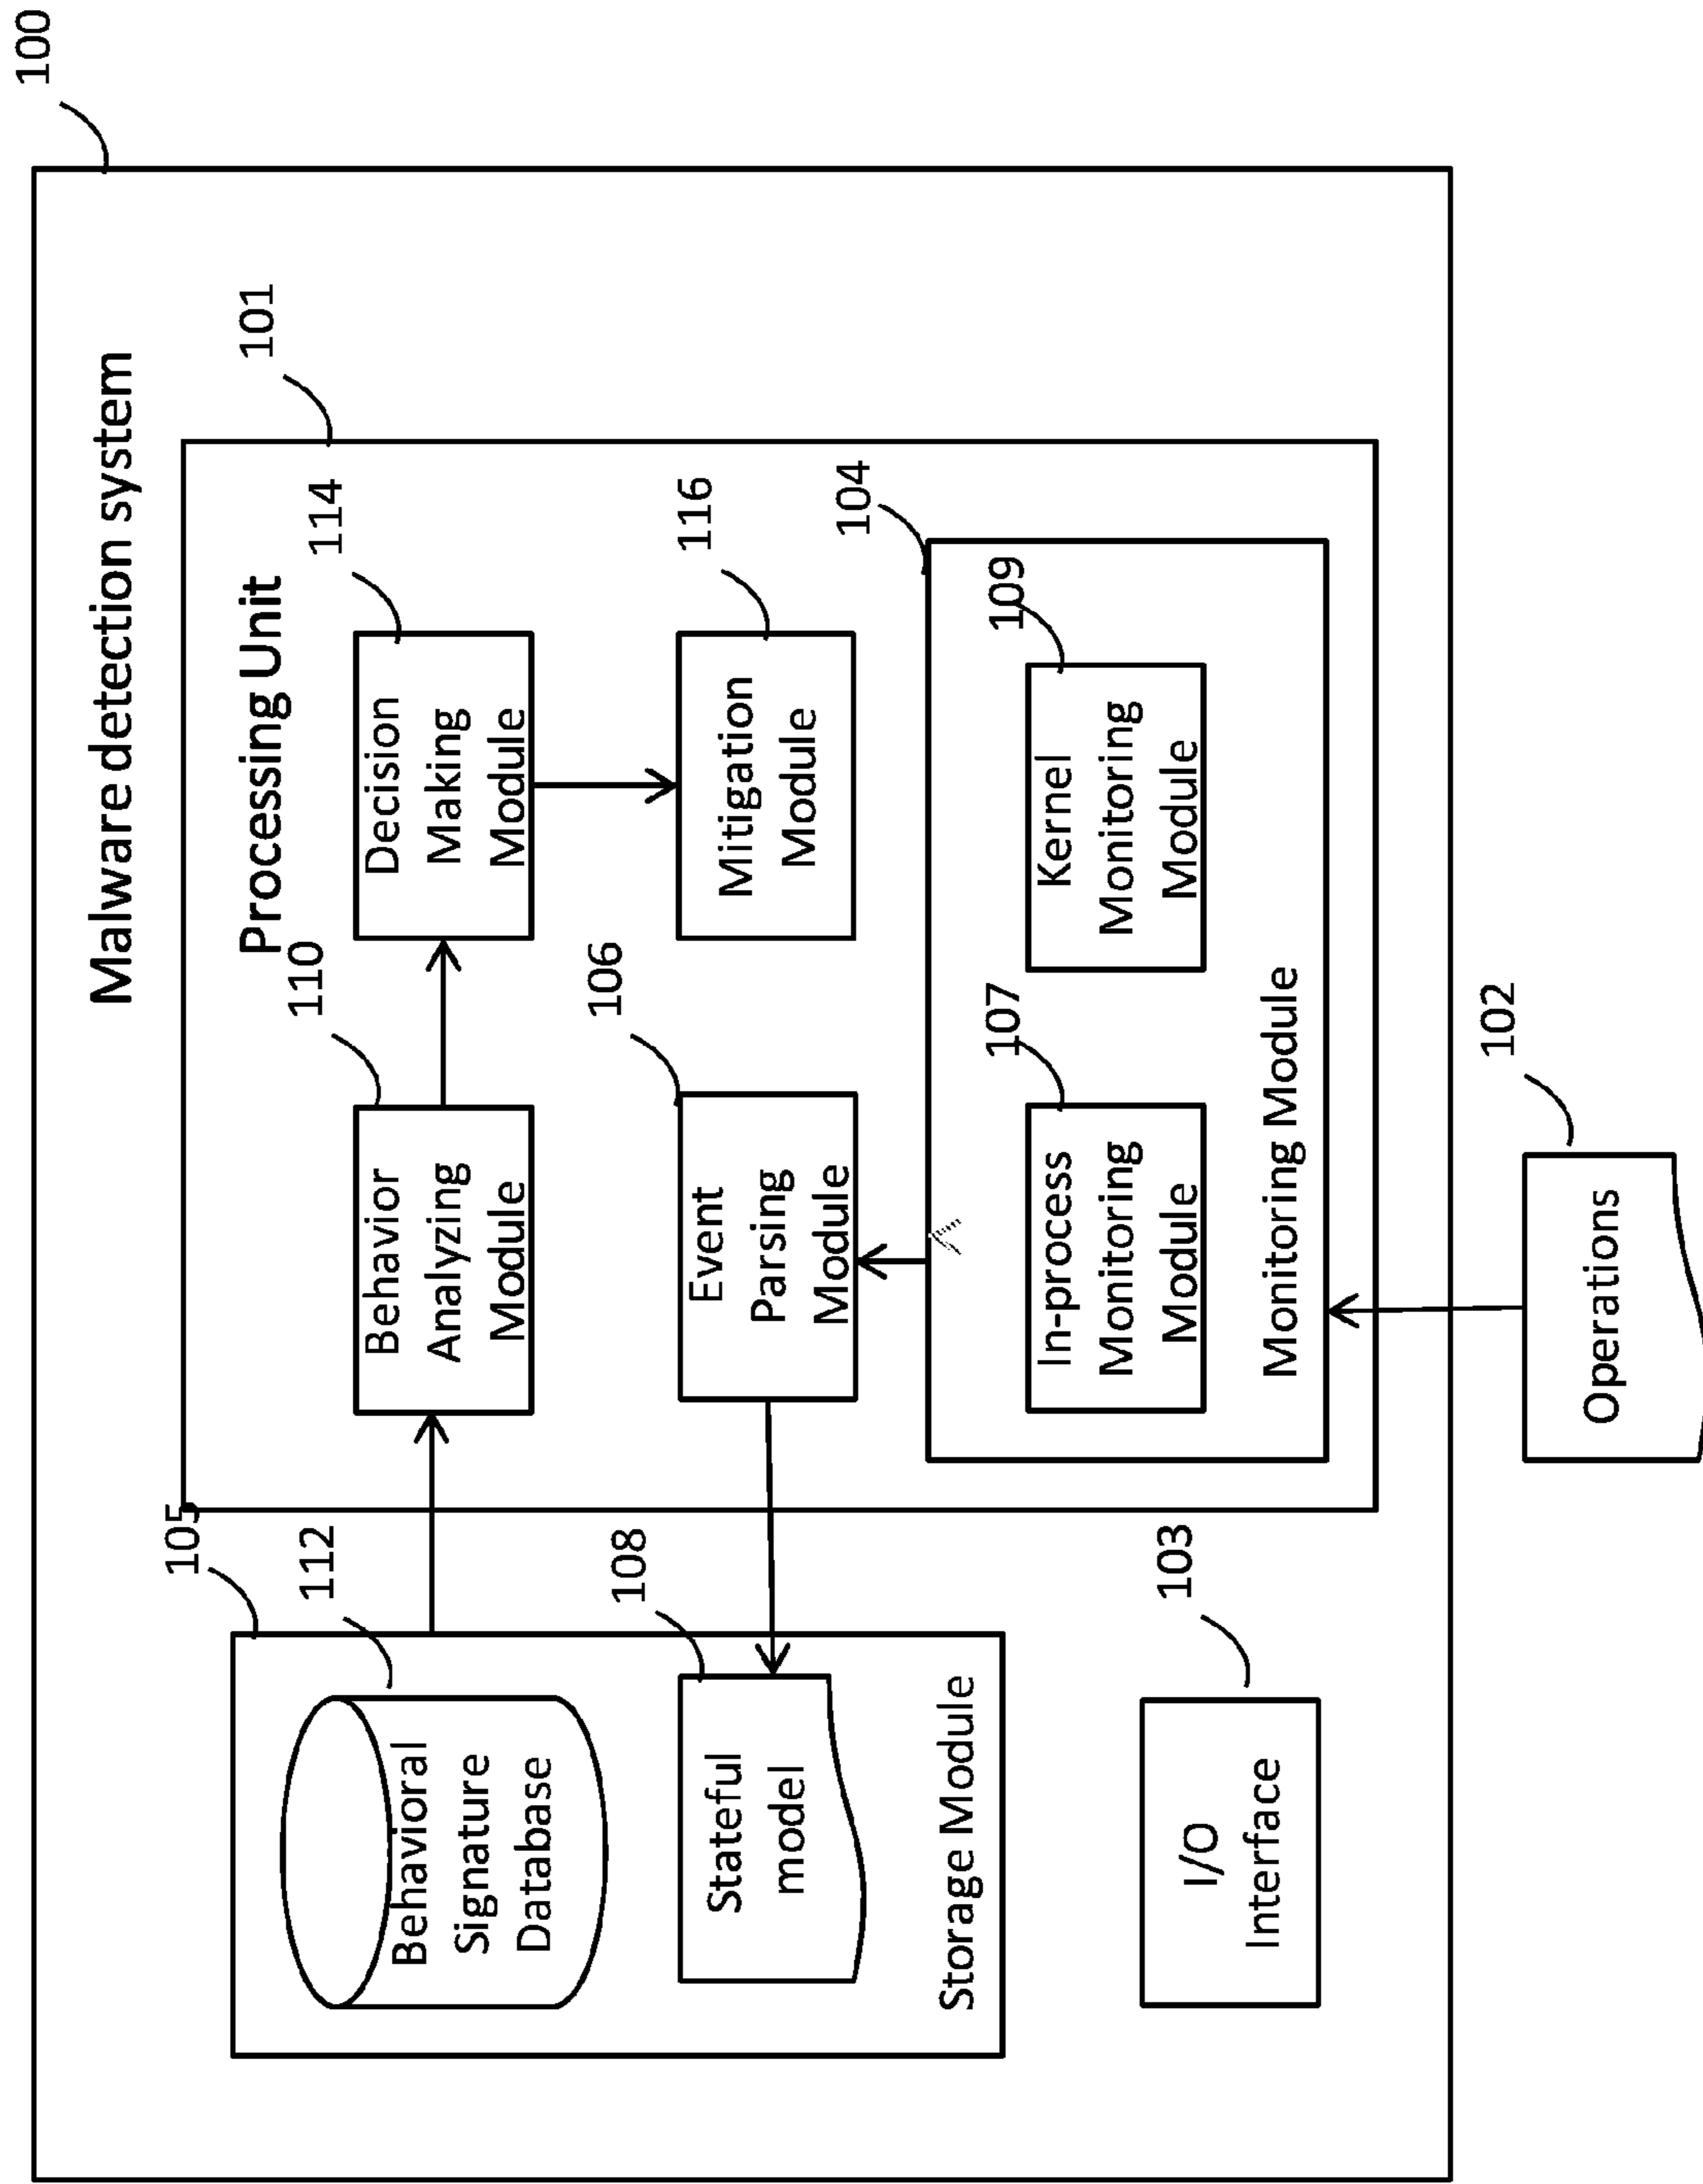 100
Malware detection system
101
Processing Unit
105
112
Behavioral
Signature
Database
110
Behavior
Analyzing
Module
114
Decision
Making
Module
108
Stateful
model
Storage Module
106
Event
Parsing
Module
116
Mitigation
Module
104
107
In-process
Monitoring
Module
109
Kernel
Monitoring
Module
Monitoring Module
103
I/O
Interface
102
Operations